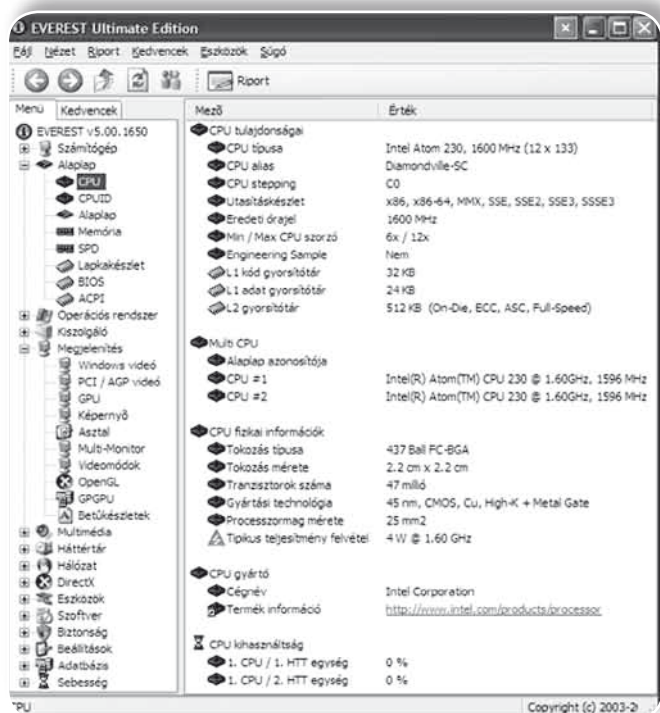 EVEREST Ultimate Edition
Fájl Nézet Riport Kedvencek Eszközök Súgó
Riport
Menü Kedvencek
EVEREST v5.00.1650
Számítógép
Alaplap
CPU
CPUID
Alaplap
Memória
SPD
Lapkakészlet
BIOS
ACPI
Operációs rendszer
Kiszolgáló
Megjelenítés
Windows videó
PCI / AGP videó
GPU
Képernyő
Asztal
Multi-Monitor
Videomódok
OpenGL
GPGPU
Betűkészletek
Multimédia
Háttértár
Hálózat
DirectX
Eszközök
Szoftver
Biztonság
Beállítások
Adatbázis
Sebesség
Mező Érték
CPU tulajdonságai
CPU típusa Intel Atom 230, 1600 MHz (12 x 133)
CPU alias Diamondville-SC
CPU stepping C0
Utasításkészlet x86, x86-64, MMX, SSE, SSE2, SSE3, SSSE3
Eredeti órajel 1600 MHz
Min / Max CPU szorzó 6x / 12x
Engineering Sample Nem
L1 kód gyorsítótár 32 KB
L1 adat gyorsítótár 24 KB
L2 gyorsítótár 512 KB (On-Die, ECC, ASC, Full-Speed)
Multi CPU
Alaplap azonosítója
CPU #1 Intel(R) Atom(TM) CPU 230 @ 1.60GHz, 1596 MHz
CPU #2 Intel(R) Atom(TM) CPU 230 @ 1.60GHz, 1596 MHz
CPU fizikai információk
Tokozás típusa 437 Ball FC-BGA
Tokozás mérete 2.2 cm x 2.2 cm
Tranzisztorok száma 47 millió
Gyártási technológia 45 nm, CMOS, Cu, High-K + Metal Gate
Processzormag mérete 25 mm2
Tipikus teljesítmény felvétel 4 W @ 1.60 GHz
CPU gyártó
Cégnév Intel Corporation
Termék információ http://www.intel.com/products/processor
CPU kihasználtság
1. CPU / 1. HTT egység 0 %
1. CPU / 2. HTT egység 0 %
CPU Copyright (c) 2003-2